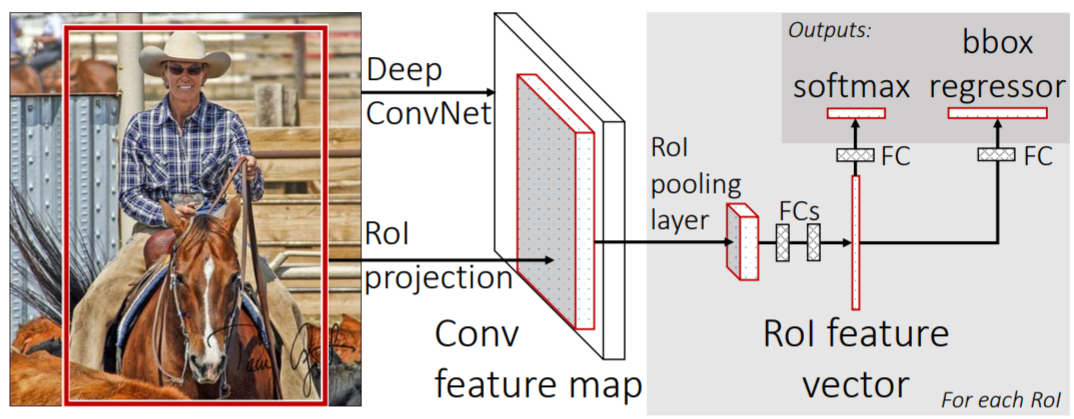 Deep
ConvNet
RoI
projection
Conv
feature map
RoI
pooling
layer
FCs
Outputs:
softmax
bbox
regressor
FC
FC
RoI feature
vector
For each RoI